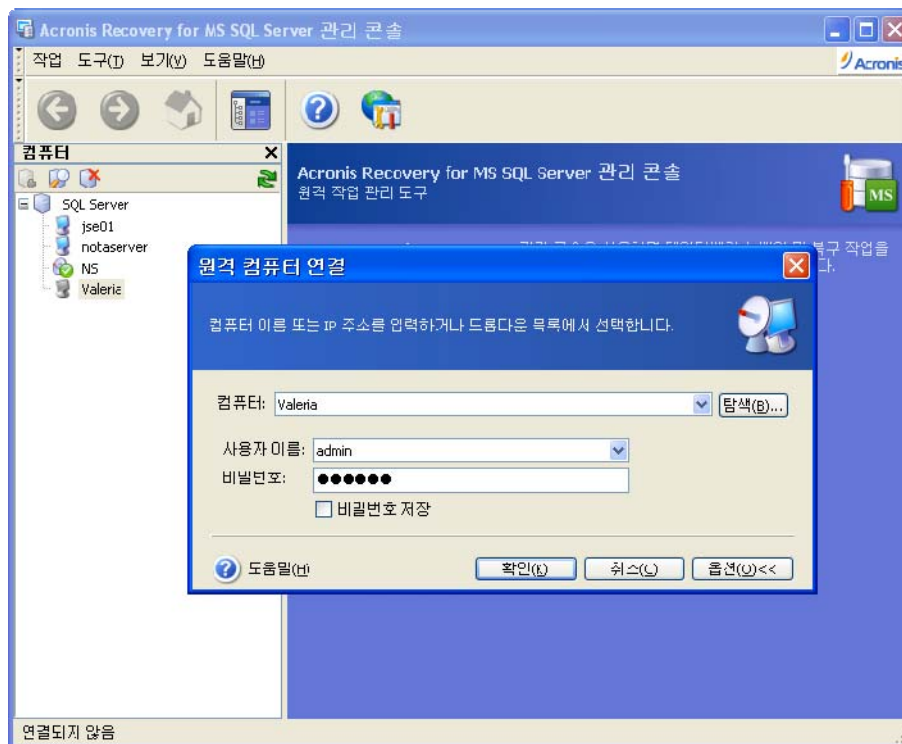 Acronis Recovery for MS SQL Server 관리 콘솔
작업 도구(T) 보기(V) 도움말(H)
Acronis
컴퓨터
SQL Server
jse01
notaserver
NS
Valeria
Acronis Recovery for MS SQL Server 관리 콘솔
원격 작업 관리 도구
MS
복구 작업을
다.
원격 컴퓨터 연결
컴퓨터 이름 또는 IP 주소를 입력하거나 드롭다운 목록에서 선택합니다.
컴퓨터: Valeria 탐색(B)...
사용자 이름: admin
비밀번호: ●●●●●●
비밀번호 저장
도움말(H) 확인(K) 취소(C) 옵션(O)<<
연결되지 않음